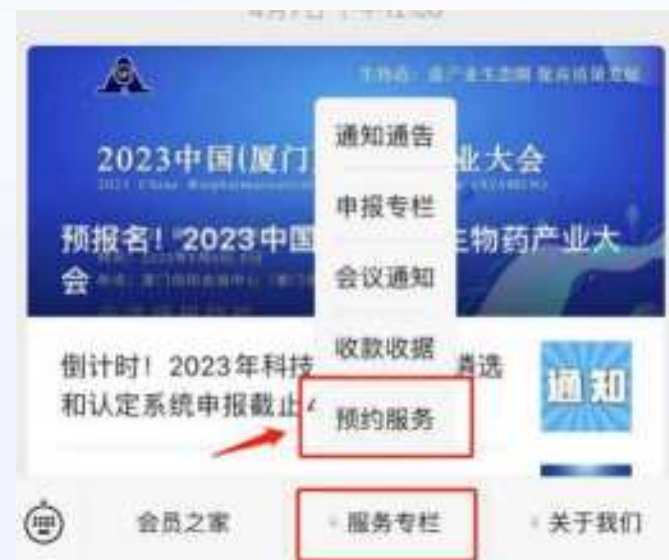 2023中国(厦门
业大会
预报名！2023中国
生物药产业大
会
倒计时！2023年科技
遴选
和认定系统申报截止
通知
通知通告
申报专栏
会议通知
收款收据
预约服务
会员之家
服务专栏
关于我们